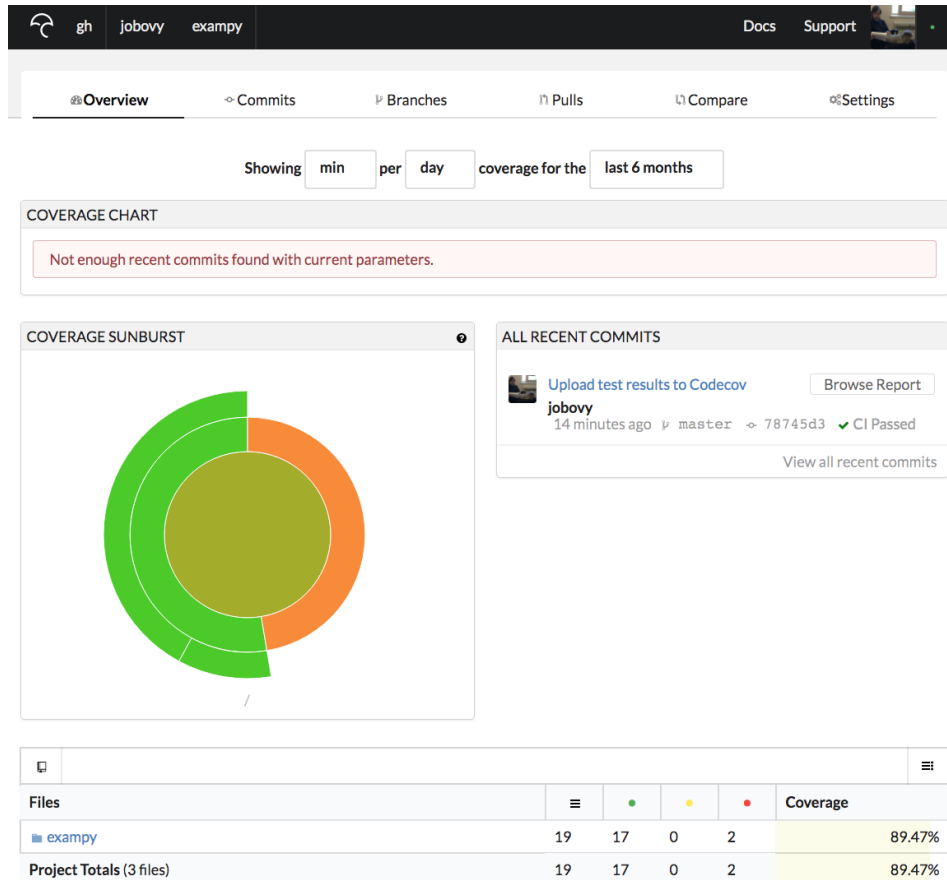 gh jobovy exampy Docs Support
Overview Commits Branches Pulls Compare Settings
Showing min per day coverage for the last 6 months
COVERAGE CHART
Not enough recent commits found with current parameters.
COVERAGE SUNBURST
ALL RECENT COMMITS
Upload test results to Codecov Browse Report
jobovy
14 minutes ago master 78745d3 CI Passed
View all recent commits
/
Files Coverage
exampy 19 17 0 2 89.47%
Project Totals (3 files) 19 17 0 2 89.47%